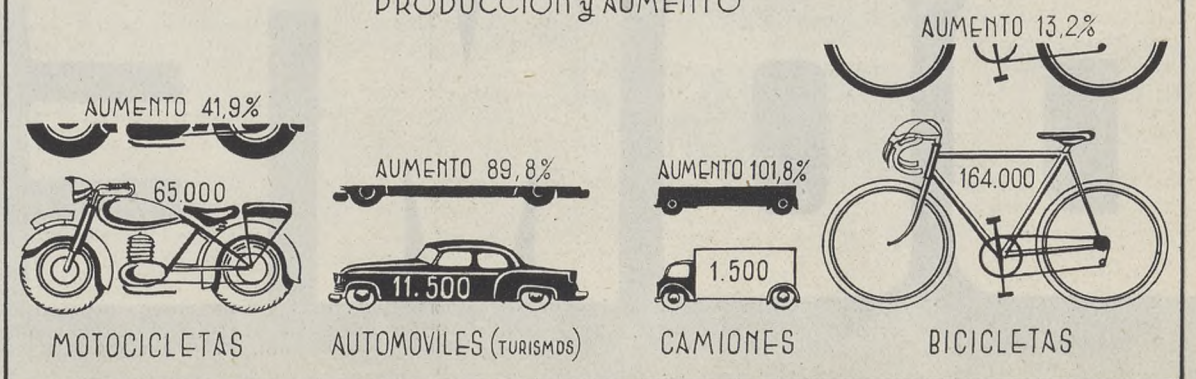 PRODUCCION y AUMENTO
AUMENTO 13,2%
AUMENTO 41,9%
AUMENTO 89,8%
AUMENTO 101,8%
65.000
11.500
1.500
164.000
MOTOCICLETAS
AUTOMOVILES (TURISMOS)
CAMIONES
BICICLETAS